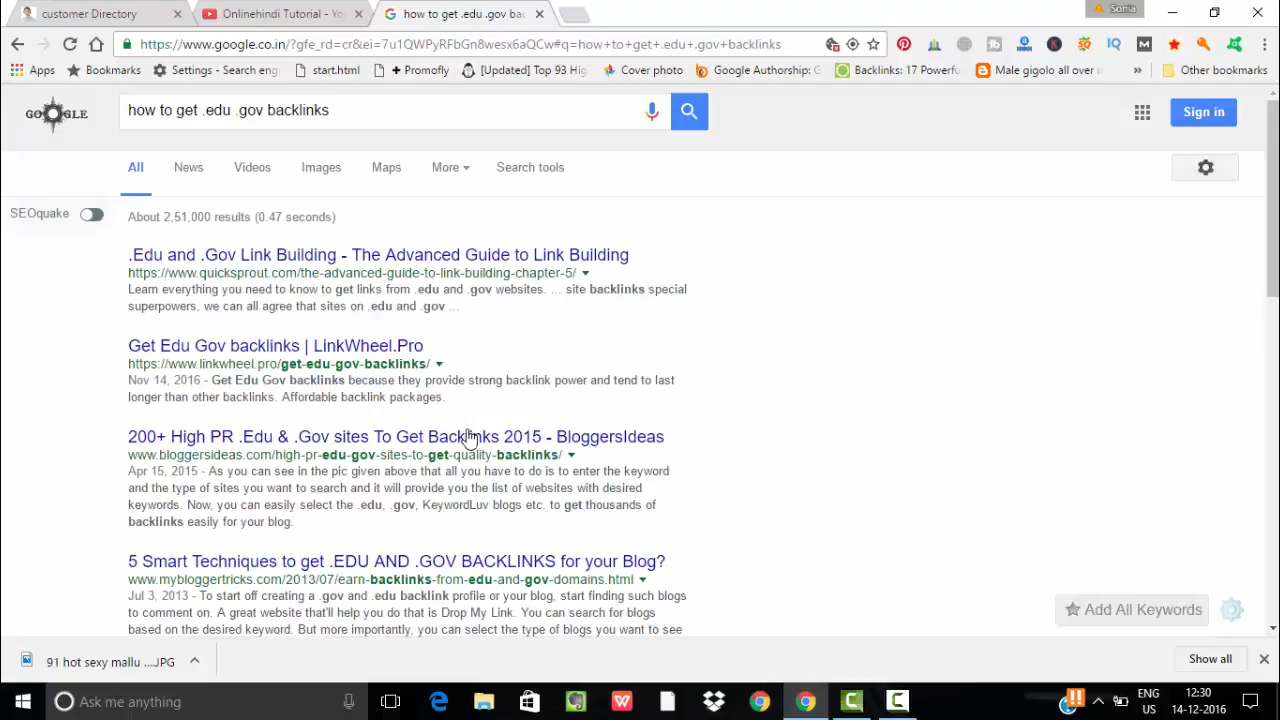 customer Directory
Onlinehindi Tutorial - Yo
how to get .edu .gov bac
Sonia
https://www.google.co.in/?gfe_rd=cr&ei=7u1QWPyRFbGn8wesx6aQCw#q=how+to+get+.edu+.gov+backlinks
Apps
Bookmarks
Settings - Search eng
start.html
+ Promofly
[Updated] Top 93 Hig
Cover photo
Google Authorship: G
Backlinks: 17 Powerfu
Male gigolo all over w
Other bookmarks
GOOGLE
how to get .edu .gov backlinks
Sign in
All
News
Videos
Images
Maps
More
Search tools
SEOquake
About 2,51,000 results (0.47 seconds)
.Edu and .Gov Link Building - The Advanced Guide to Link Building
https://www.quicksprout.com/the-advanced-guide-to-link-building-chapter-5/
Learn everything you need to know to get links from .edu and .gov websites. ... site backlinks special
superpowers, we can all agree that sites on .edu and .gov ...
Get Edu Gov backlinks | LinkWheel.Pro
https://www.linkwheel.pro/get-edu-gov-backlinks/
Nov 14, 2016 - Get Edu Gov backlinks because they provide strong backlink power and tend to last
longer than other backlinks. Affordable backlink packages.
200+ High PR .Edu & .Gov sites To Get Backlinks 2015 - BloggersIdeas
www.bloggersideas.com/high-pr-edu-gov-sites-to-get-quality-backlinks/
Apr 15, 2015 - As you can see in the pic given above that all you have to do is to enter the keyword
and the type of sites you want to search and it will provide you the list of websites with desired
keywords. Now, you can easily select the .edu, .gov, KeywordLuv blogs etc. to get thousands of
backlinks easily for your blog.
5 Smart Techniques to get .EDU AND .GOV BACKLINKS for your Blog?
www.mybloggertricks.com/2013/07/earn-backlinks-from-edu-and-gov-domains.html
Jul 3, 2013 - To start off creating a .gov and .edu backlink profile or your blog, start finding such blogs
to comment on. A great website that'll help you do that is Drop My Link. You can search for blogs
based on the desired keyword. But more importantly, you can select the type of blogs you want to see
Add All Keywords
91 hot sexy mallu ....JPG
Show all
Ask me anything
ENG
US
12:30
14-12-2016